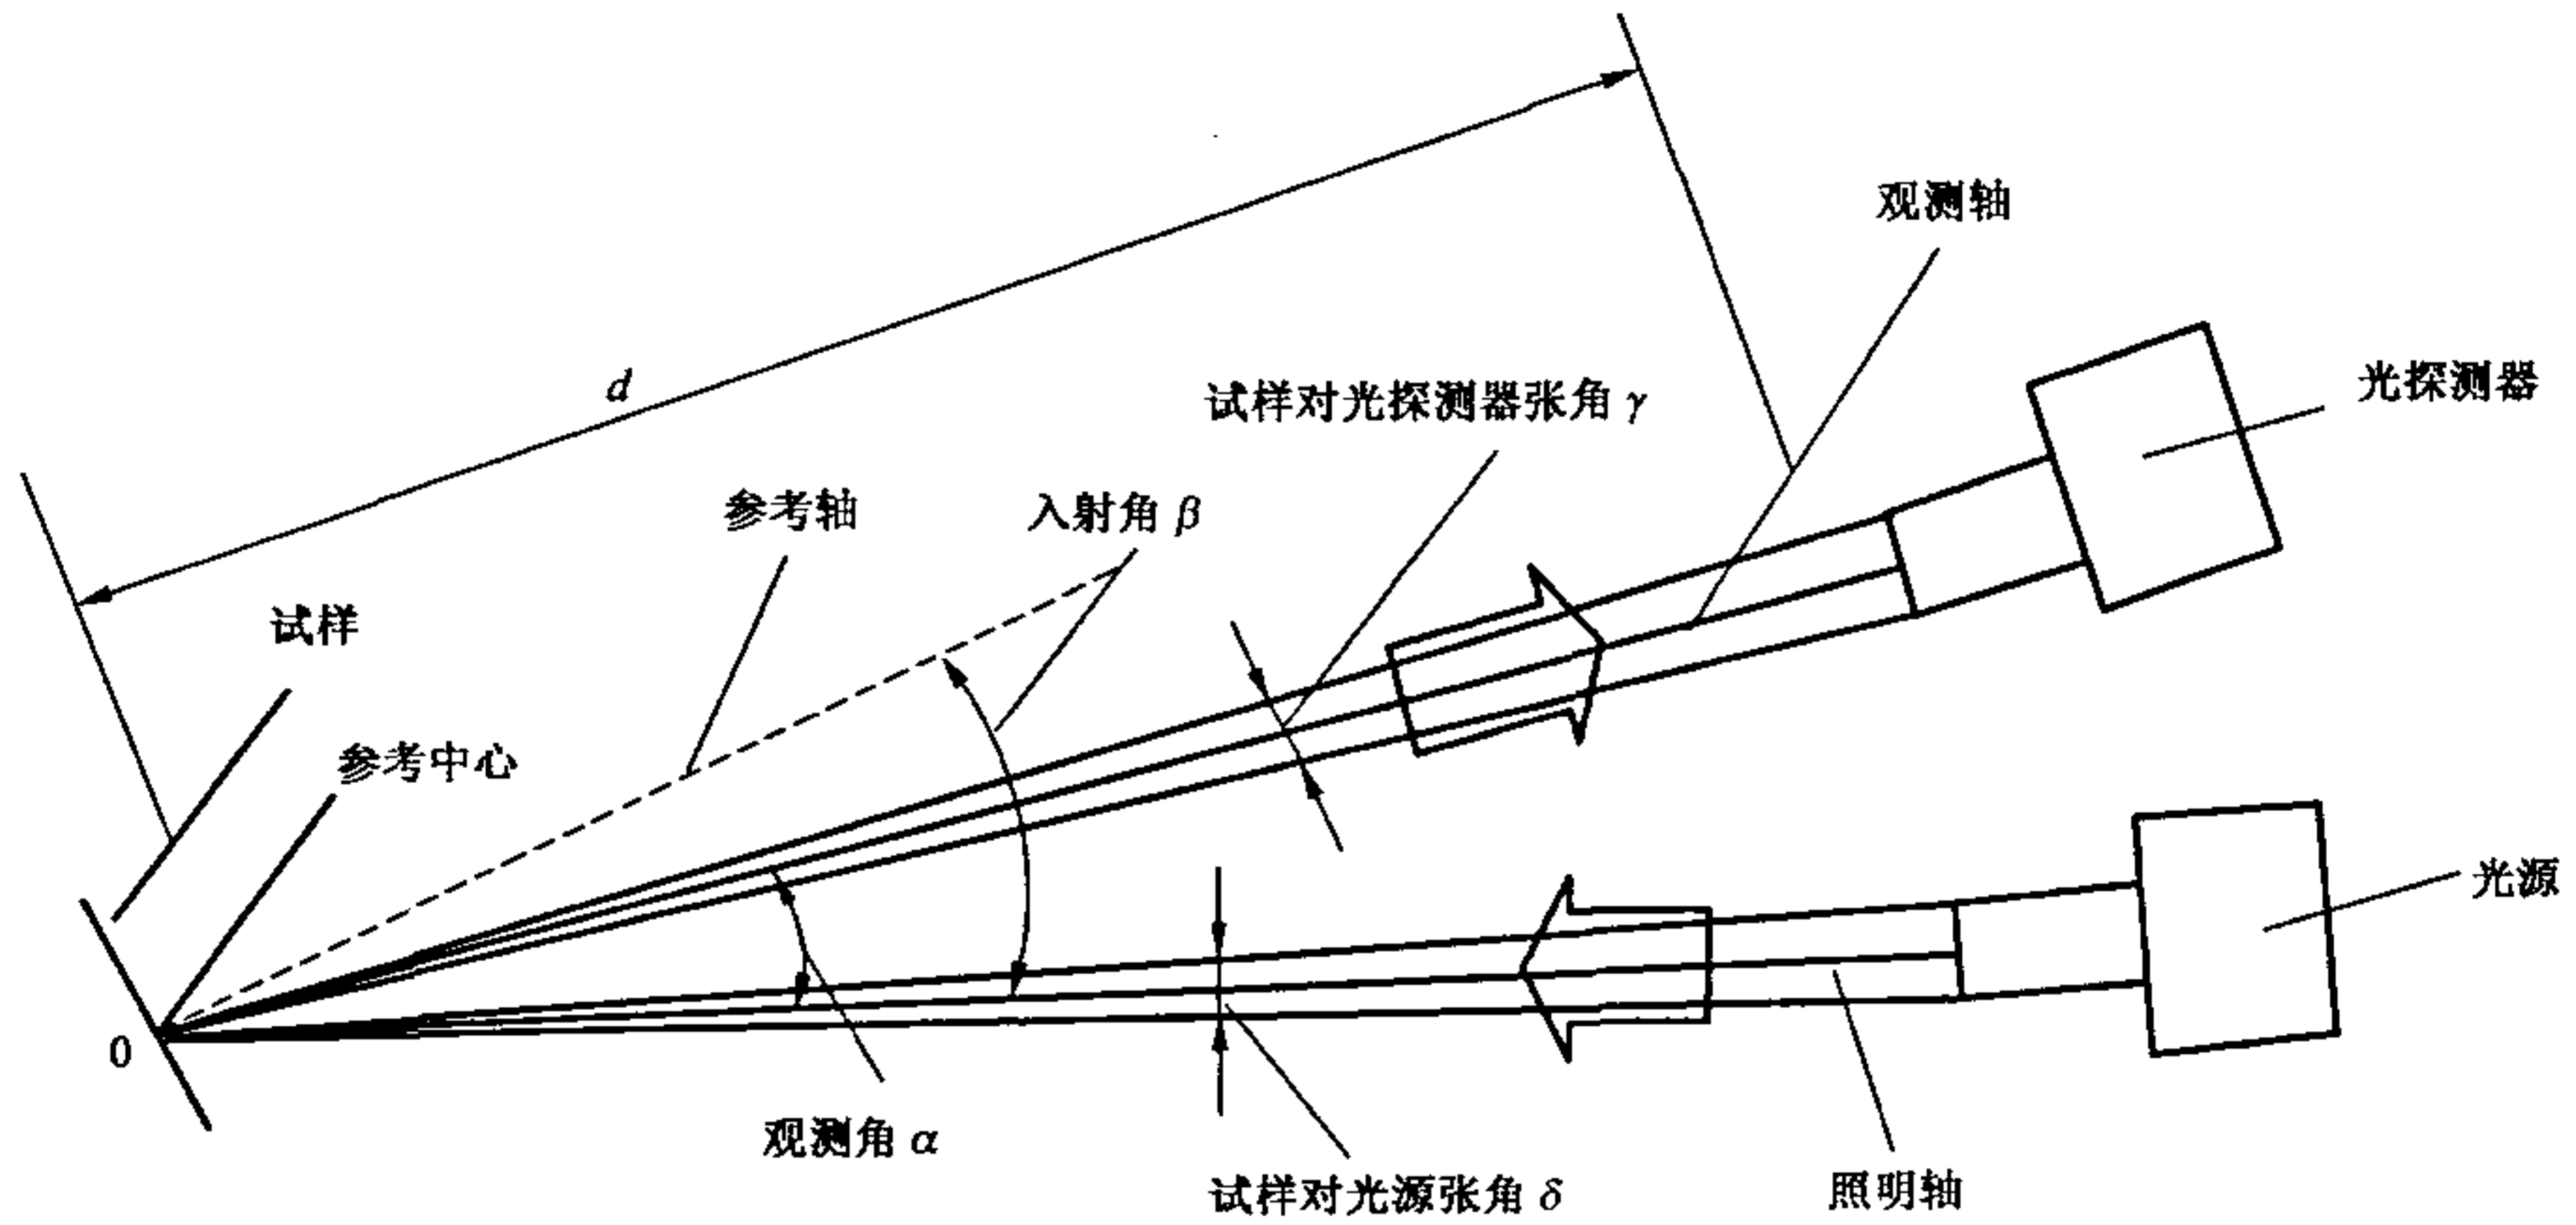 观测轴
光探测器
d
试样对光探测器张角 γ
参考轴
入射角 β
试样
参考中心
光源
0
观测角 α
试样对光源张角 δ
照明轴